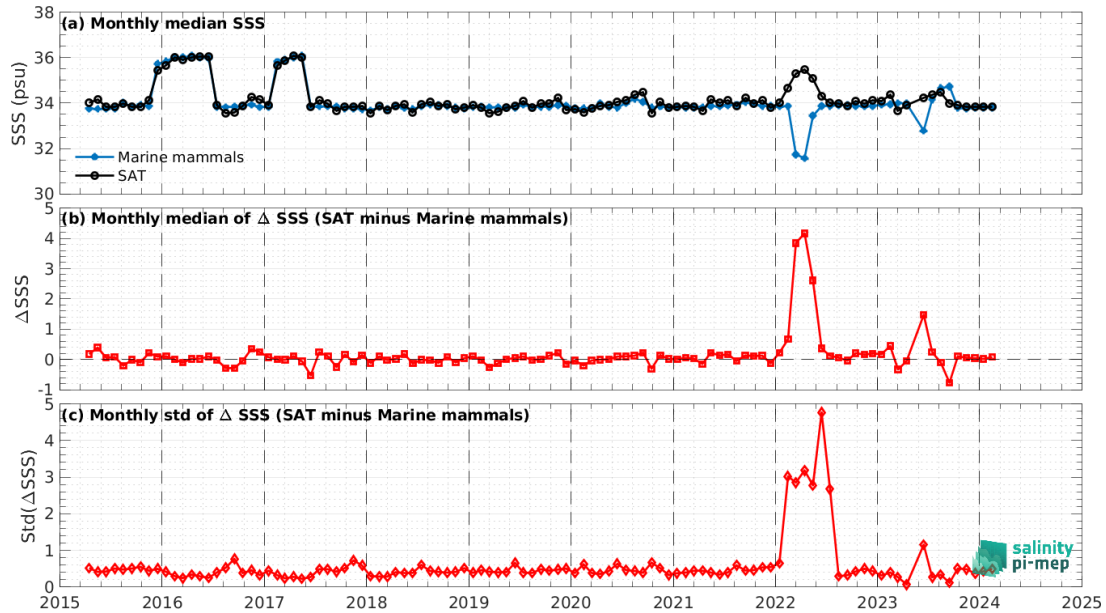 (a) Monthly median SSS
38
36
34
32
30
SSS (psu)
Marine mammals
SAT
(b) Monthly median of Δ SSS (SAT minus Marine mammals)
5
4
3
2
1
0
-1
ΔSSS
(c) Monthly std of Δ SSS (SAT minus Marine mammals)
5
4
3
2
1
0
Std(ΔSSS)
salinity
pi-mep
2015 2016 2017 2018 2019 2020 2021 2022 2023 2024 2025